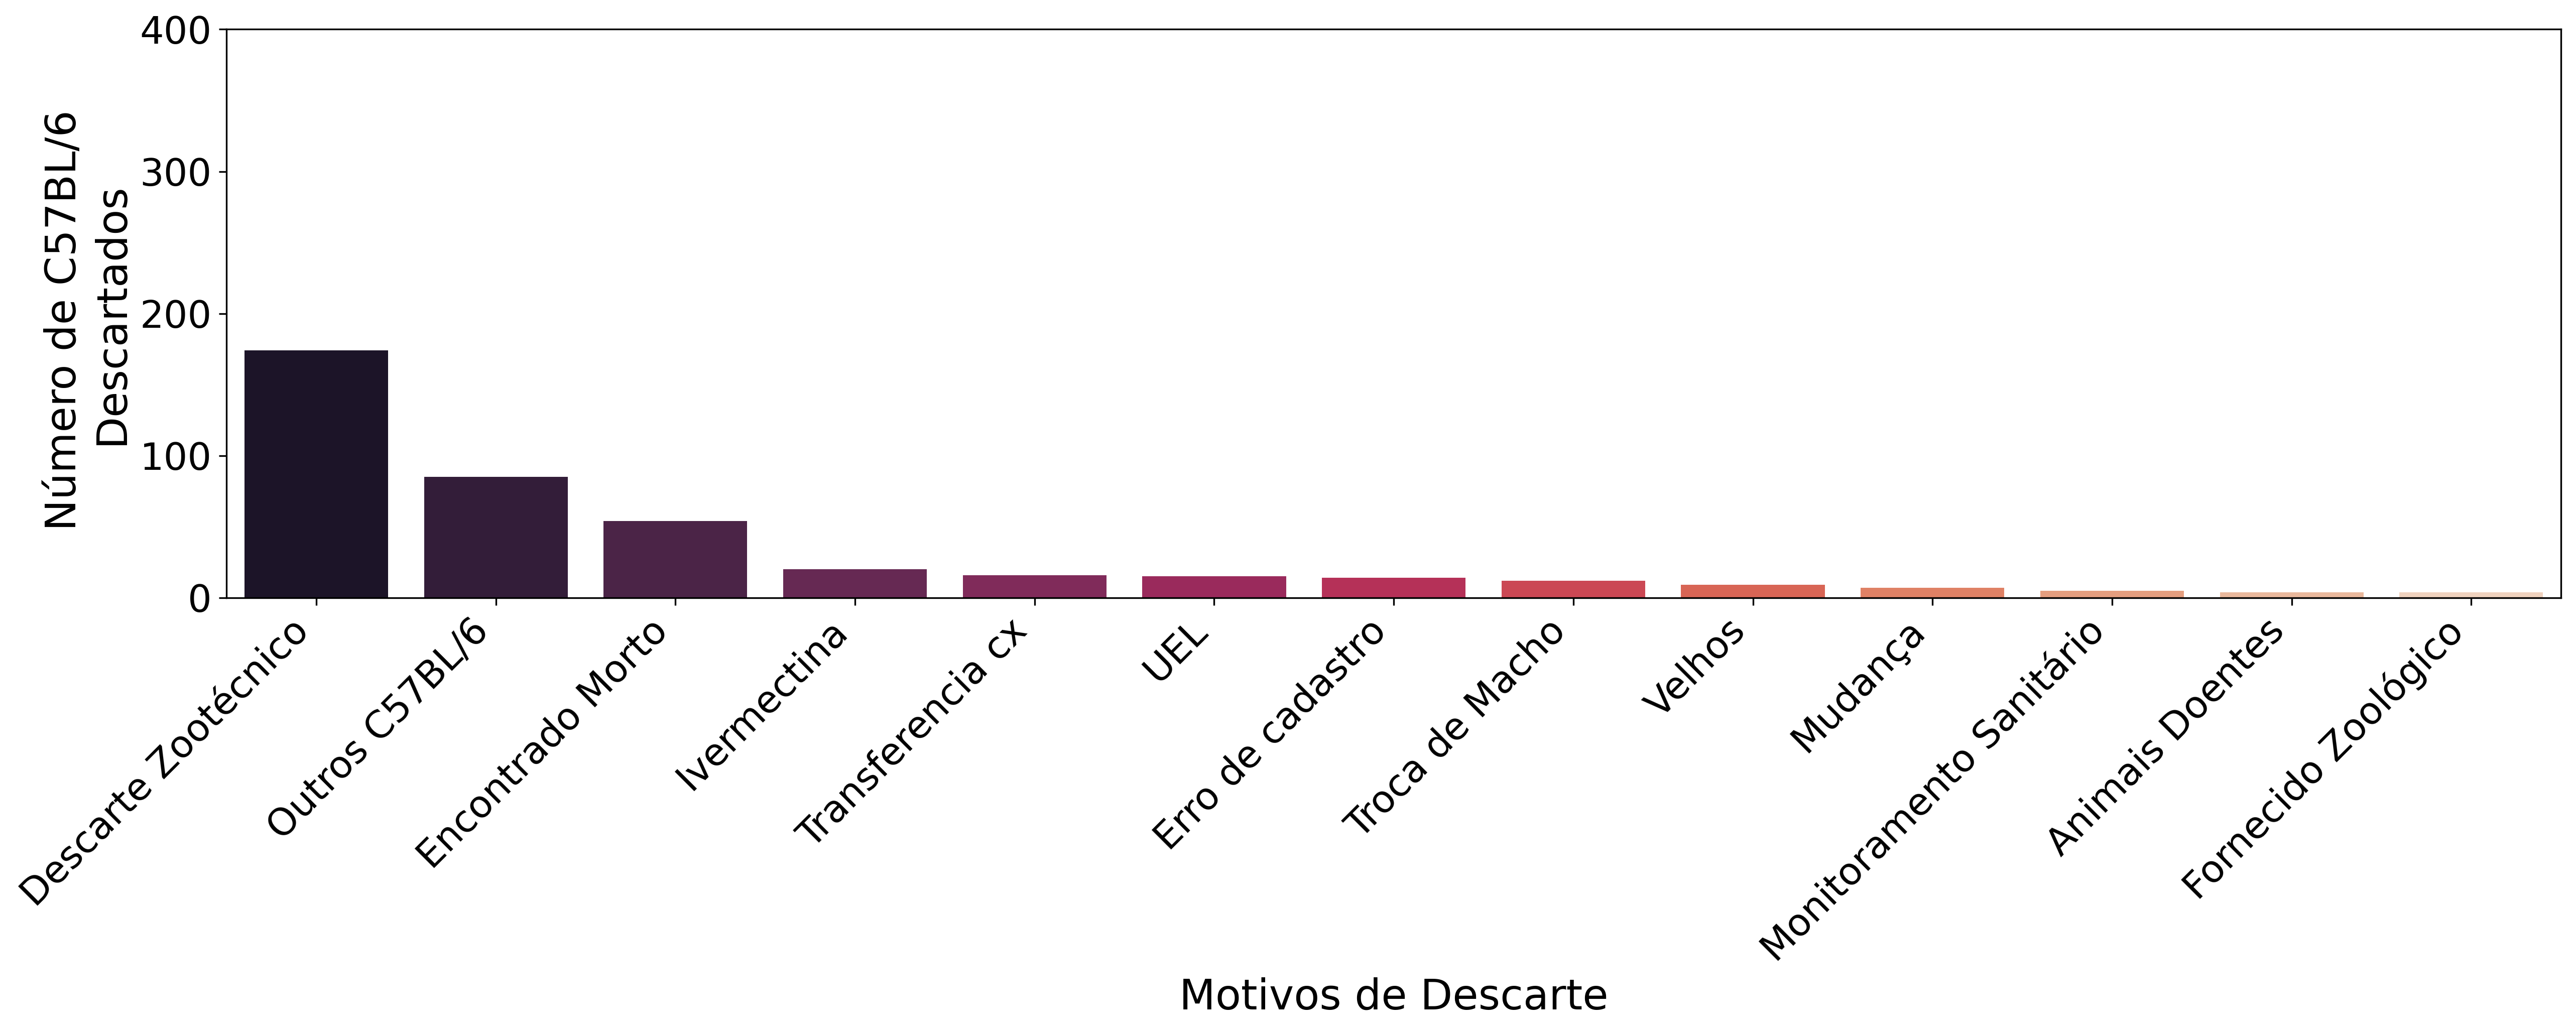 Número de C57BL/6
Descartados
400
300
200
100
0
Descarte Zootécnico
Outros C57BL/6
Encontrado Morto
Ivermectina
Transferencia cx
UEL
Erro de cadastro
Troca de Macho
Velhos
Mudança
Monitoramento Sanitário
Animais Doentes
Fornecido Zoológico
Motivos de Descarte